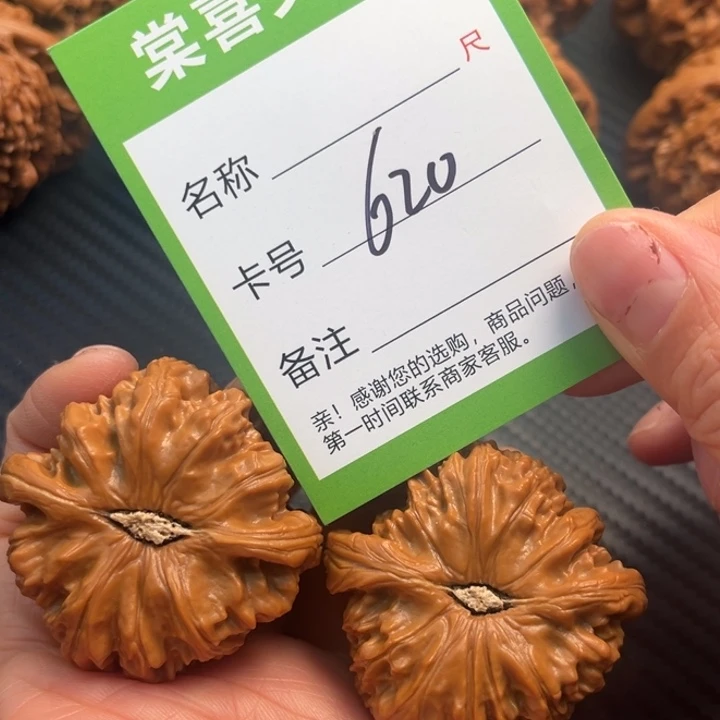 棠喜
尺
名称
卡号 620
备注
亲！感谢您的选购，商品问题，
第一时间联系商家客服。